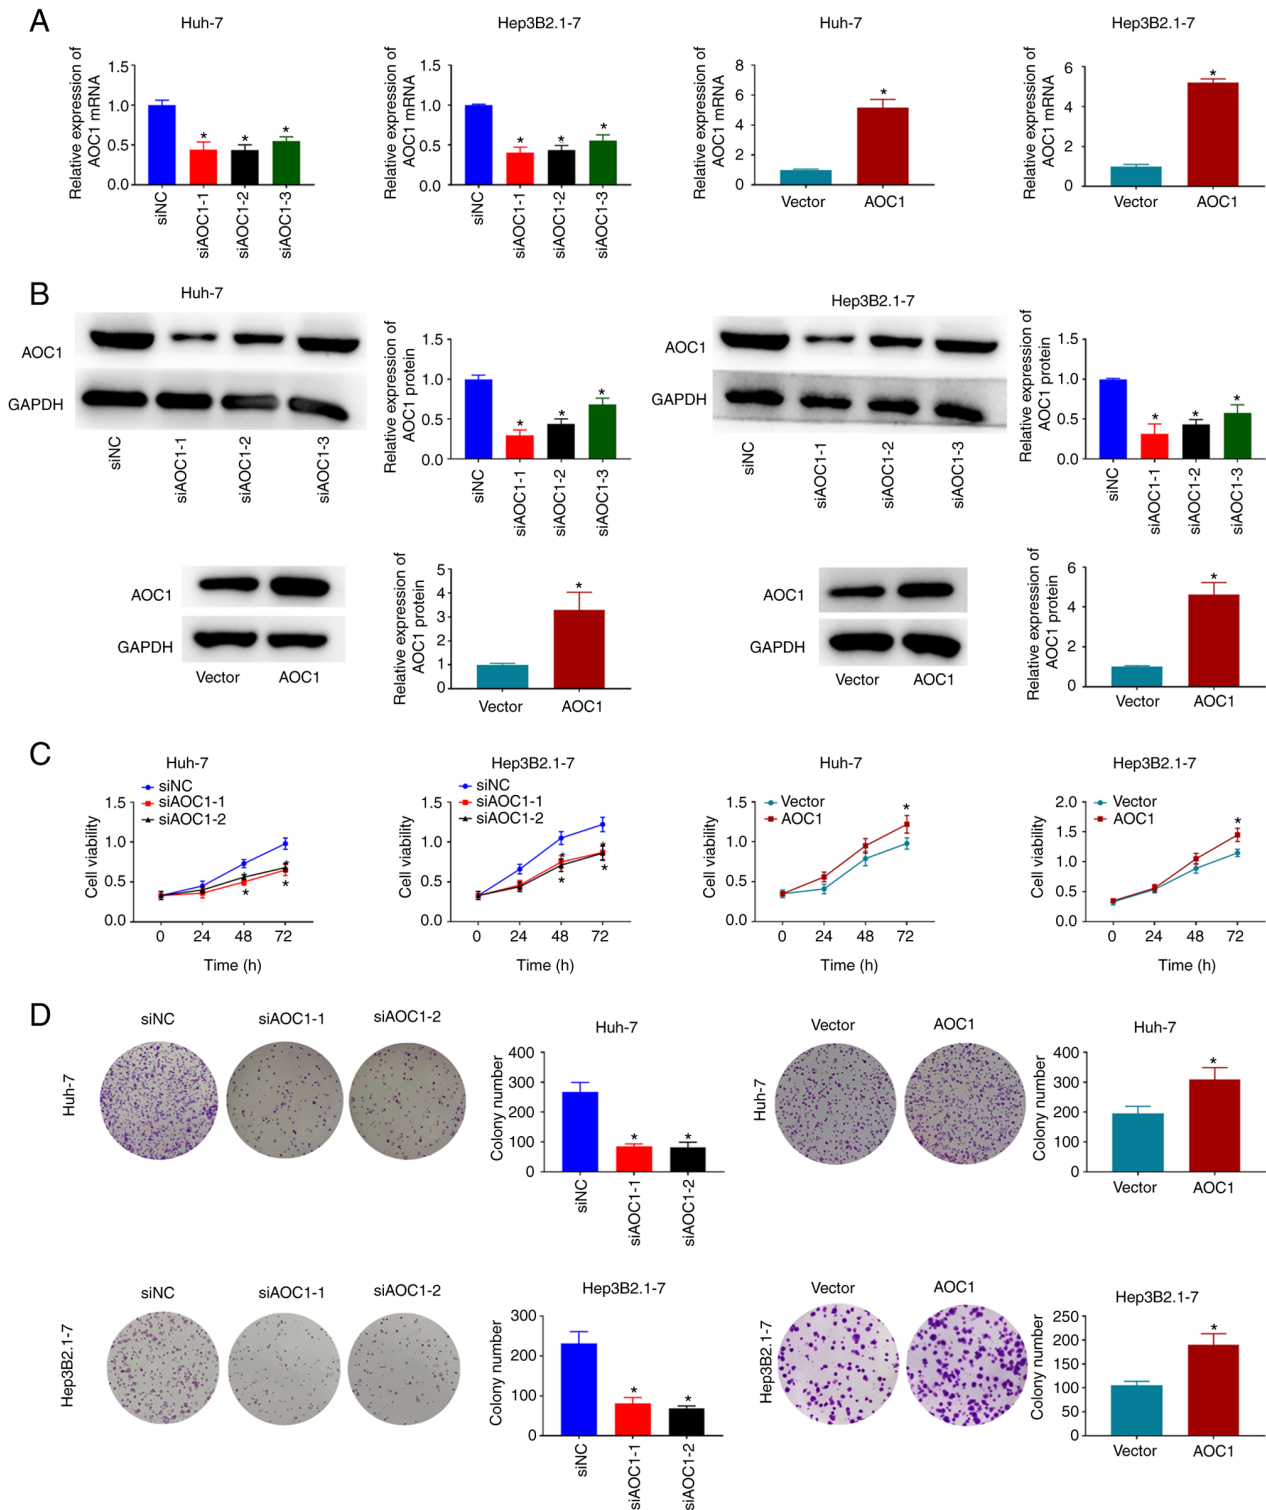 A
Huh-7
Relative expression of
AOC1 mRNA
1.5
1.0
0.5
0.0
*
*
*
siNC
siAOC1-1
siAOC1-2
siAOC1-3
Hep3B2.1-7
Relative expression of
AOC1 mRNA
1.5
1.0
0.5
0.0
*
*
*
siNC
siAOC1-1
siAOC1-2
siAOC1-3
Huh-7
Relative expression of
AOC1 mRNA
8
6
4
2
0
*
Vector
AOC1
Hep3B2.1-7
Relative expression of
AOC1 mRNA
6
4
2
0
*
Vector
AOC1
B
Huh-7
AOC1
GAPDH
siNC
siAOC1-1
siAOC1-2
siAOC1-3
Relative expression of
AOC1 protein
1.5
1.0
0.5
0.0
*
*
*
siNC
siAOC1-1
siAOC1-2
siAOC1-3
Hep3B2.1-7
AOC1
GAPDH
siNC
siAOC1-1
siAOC1-2
siAOC1-3
Relative expression of
AOC1 protein
1.5
1.0
0.5
0.0
*
*
*
siNC
siAOC1-1
siAOC1-2
siAOC1-3
AOC1
GAPDH
Vector
AOC1
Relative expression of
AOC1 protein
5
4
3
2
1
0
*
Vector
AOC1
AOC1
GAPDH
Vector
AOC1
Relative expression of
AOC1 protein
6
4
2
0
*
Vector
AOC1
C
Huh-7
siNC
siAOC1-1
siAOC1-2
Cell viability
1.5
1.0
0.5
0.0
*
*
*
*
0
24
48
72
Time (h)
Hep3B2.1-7
siNC
siAOC1-1
siAOC1-2
Cell viability
1.5
1.0
0.5
0.0
*
*
*
*
0
24
48
72
Time (h)
Huh-7
Vector
AOC1
Cell viability
1.5
1.0
0.5
0.0
*
0
24
48
72
Time (h)
Hep3B2.1-7
Vector
AOC1
Cell viability
2.0
1.5
1.0
0.5
0.0
*
0
24
48
72
Time (h)
D
siNC
siAOC1-1
siAOC1-2
Huh-7
Huh-7
Colony number
400
300
200
100
0
*
*
siNC
siAOC1-1
siAOC1-2
Vector
AOC1
Huh-7
Huh-7
Colony number
400
300
200
100
0
*
Vector
AOC1
siNC
siAOC1-1
siAOC1-2
Hep3B2.1-7
Hep3B2.1-7
Colony number
300
200
100
0
*
*
siNC
siAOC1-1
siAOC1-2
Vector
AOC1
Hep3B2.1-7
Hep3B2.1-7
Colony number
250
200
150
100
50
0
*
Vector
AOC1